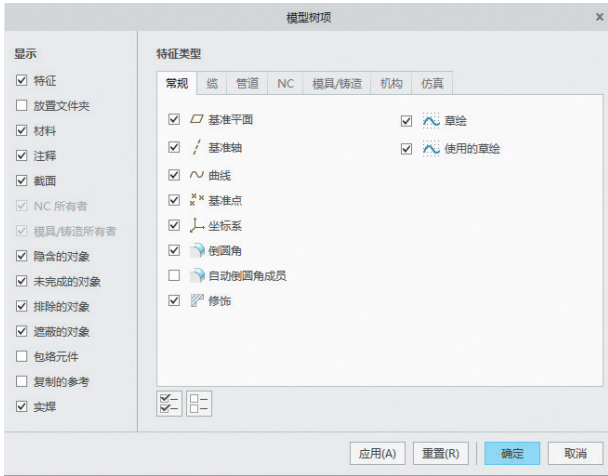 模型树项
x
显示
特征
放置文件夹
材料
注释
截面
NC 所有者
模具/铸造所有者
隐含的对象
未完成的对象
排除的对象
遮蔽的对象
包络元件
复制的参考
实焊
特征类型
常规 缆 管道 NC 模具/铸造 机构 仿真
基准平面
基准轴
曲线
基准点
坐标系
倒圆角
自动倒圆角成员
修饰
草绘
使用的草绘
应用(A) 重置(R) 确定 取消